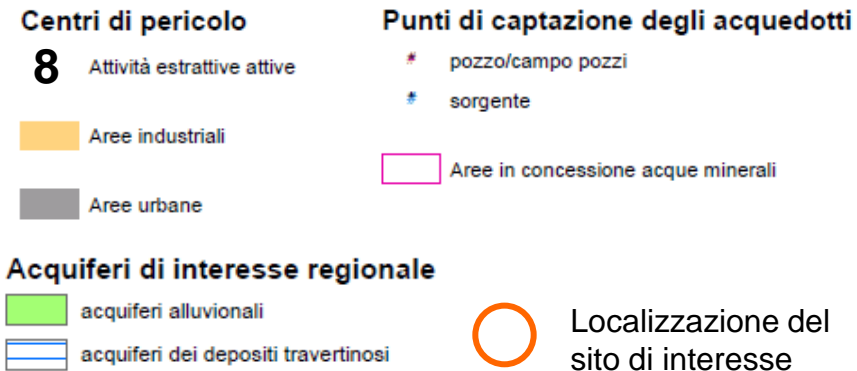 Centri di pericolo
8 Attività estrattive attive
Aree industriali
Aree urbane
Punti di captazione degli acquedotti
pozzo/campo pozzi
sorgente
Aree in concessione acque minerali
Acquiferi di interesse regionale
acquiferi alluvionali
acquiferi dei depositi travertinosi
Localizzazione del
sito di interesse